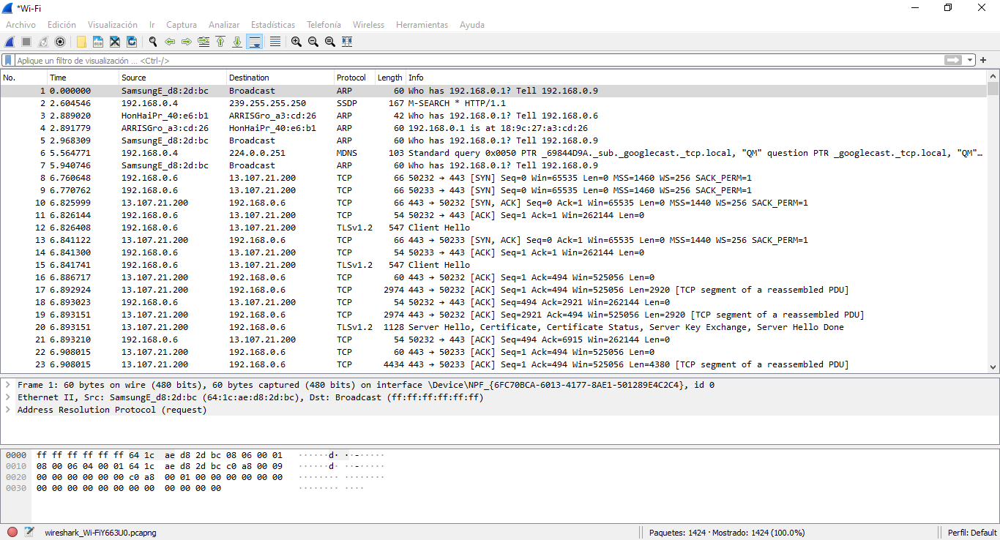 *Wi-Fi
Archivo Edición Visualización Ir Captura Analizar Estadísticas Telefonía Wireless Herramientas Ayuda
Aplique un filtro de visualización ... <Ctrl-/>
No. Time Source Destination Protocol Length Info
1 0.000000 SamsungE_d8:2d:bc Broadcast ARP 60 Who has 192.168.0.1? Tell 192.168.0.9
2 2.604546 192.168.0.4 239.255.255.250 SSDP 167 M-SEARCH * HTTP/1.1
3 2.889020 HonHaiPr_40:e6:b1 ARRISGro_a3:cd:26 ARP 42 Who has 192.168.0.1? Tell 192.168.0.6
4 2.891779 ARRISGro_a3:cd:26 HonHaiPr_40:e6:b1 ARP 60 192.168.0.1 is at 18:9c:27:a3:cd:26
5 2.968309 SamsungE_d8:2d:bc Broadcast ARP 60 Who has 192.168.0.1? Tell 192.168.0.9
6 5.564771 192.168.0.4 224.0.0.251 MDNS 103 Standard query 0x0050 PTR _69844D9A._sub._googlecast._tcp.local, "QM" question PTR _googlecast._tcp.local, "QM"…
7 5.940746 SamsungE_d8:2d:bc Broadcast ARP 60 Who has 192.168.0.1? Tell 192.168.0.9
8 6.760648 192.168.0.6 13.107.21.200 TCP 66 50232 → 443 [SYN] Seq=0 Win=65535 Len=0 MSS=1460 WS=256 SACK_PERM=1
9 6.770762 192.168.0.6 13.107.21.200 TCP 66 50233 → 443 [SYN] Seq=0 Win=65535 Len=0 MSS=1460 WS=256 SACK_PERM=1
10 6.825999 13.107.21.200 192.168.0.6 TCP 66 443 → 50232 [SYN, ACK] Seq=0 Ack=1 Win=65535 Len=0 MSS=1440 WS=256 SACK_PERM=1
11 6.826144 192.168.0.6 13.107.21.200 TCP 54 50232 → 443 [ACK] Seq=1 Ack=1 Win=262144 Len=0
12 6.826408 192.168.0.6 13.107.21.200 TLSv1.2 547 Client Hello
13 6.841122 13.107.21.200 192.168.0.6 TCP 66 443 → 50233 [SYN, ACK] Seq=0 Ack=1 Win=65535 Len=0 MSS=1440 WS=256 SACK_PERM=1
14 6.841300 192.168.0.6 13.107.21.200 TCP 54 50233 → 443 [ACK] Seq=1 Ack=1 Win=262144 Len=0
15 6.841741 192.168.0.6 13.107.21.200 TLSv1.2 547 Client Hello
16 6.886717 13.107.21.200 192.168.0.6 TCP 60 443 → 50232 [ACK] Seq=1 Ack=494 Win=525056 Len=0
17 6.892924 13.107.21.200 192.168.0.6 TCP 2974 443 → 50232 [ACK] Seq=1 Ack=494 Win=525056 Len=2920 [TCP segment of a reassembled PDU]
18 6.893023 192.168.0.6 13.107.21.200 TCP 54 50232 → 443 [ACK] Seq=494 Ack=2921 Win=262144 Len=0
19 6.893151 13.107.21.200 192.168.0.6 TCP 2974 443 → 50232 [ACK] Seq=2921 Ack=494 Win=525056 Len=2920 [TCP segment of a reassembled PDU]
20 6.893151 13.107.21.200 192.168.0.6 TLSv1.2 1128 Server Hello, Certificate, Certificate Status, Server Key Exchange, Server Hello Done
21 6.893210 192.168.0.6 13.107.21.200 TCP 54 50232 → 443 [ACK] Seq=494 Ack=6915 Win=262144 Len=0
22 6.908015 13.107.21.200 192.168.0.6 TCP 60 443 → 50233 [ACK] Seq=1 Ack=494 Win=525056 Len=0
23 6.908015 13.107.21.200 192.168.0.6 TCP 4434 443 → 50233 [ACK] Seq=1 Ack=494 Win=525056 Len=4380 [TCP segment of a reassembled PDU]
Frame 1: 60 bytes on wire (480 bits), 60 bytes captured (480 bits) on interface \Device\NPF_{6FC70BCA-6013-4177-8AE1-501289E4C2C4}, id 0
Ethernet II, Src: SamsungE_d8:2d:bc (64:1c:ae:d8:2d:bc), Dst: Broadcast (ff:ff:ff:ff:ff:ff)
Address Resolution Protocol (request)
0000 ff ff ff ff ff ff 64 1c ae d8 2d bc 08 06 00 01 ······d· ··-·····
0010 08 00 06 04 00 01 64 1c ae d8 2d bc c0 a8 00 09 ······d· ··-·····
0020 00 00 00 00 00 00 c0 a8 00 01 00 00 00 00 00 00 ········ ········
0030 00 00 00 00 00 00 00 00 00 00 00 00 ········ ····
wireshark_Wi-FiY663U0.pcapng Paquetes: 1424 · Mostrado: 1424 (100.0%) Perfil: Default